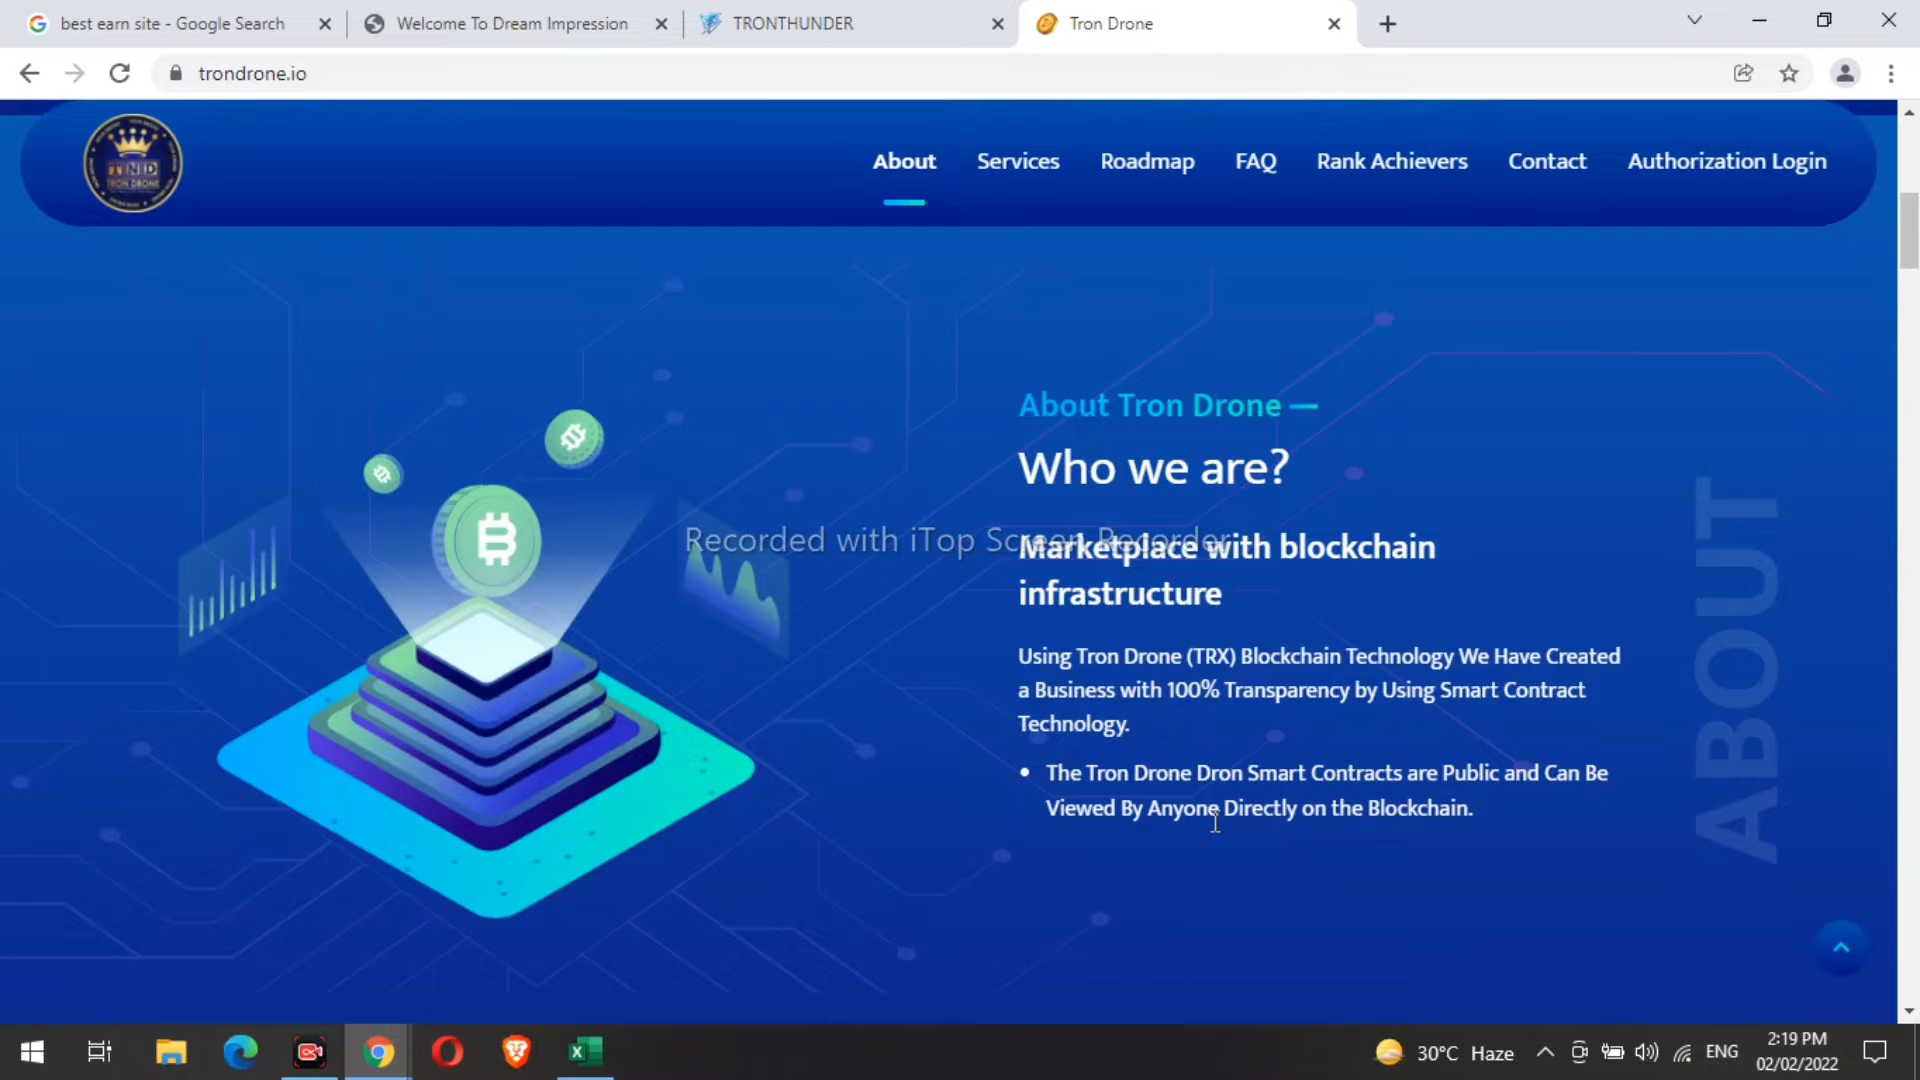 best earn site - Google Search
Welcome To Dream Impression
TRONTHUNDER
Tron Drone
trondrone.io
TND
TRON DRONE
About
Services
Roadmap
FAQ
Rank Achievers
Contact
Authorization Login
About Tron Drone
Who we are?
Recorded with iTop Screen Recorder
Marketplace with blockchain
infrastructure
Using Tron Drone (TRX) Blockchain Technology We Have Created
a Business with 100% Transparency by Using Smart Contract
Technology.
• The Tron Drone Dron Smart Contracts are Public and Can Be
Viewed By Anyone Directly on the Blockchain.
ABOUT
30°C Haze
ENG
2:19 PM
02/02/2022